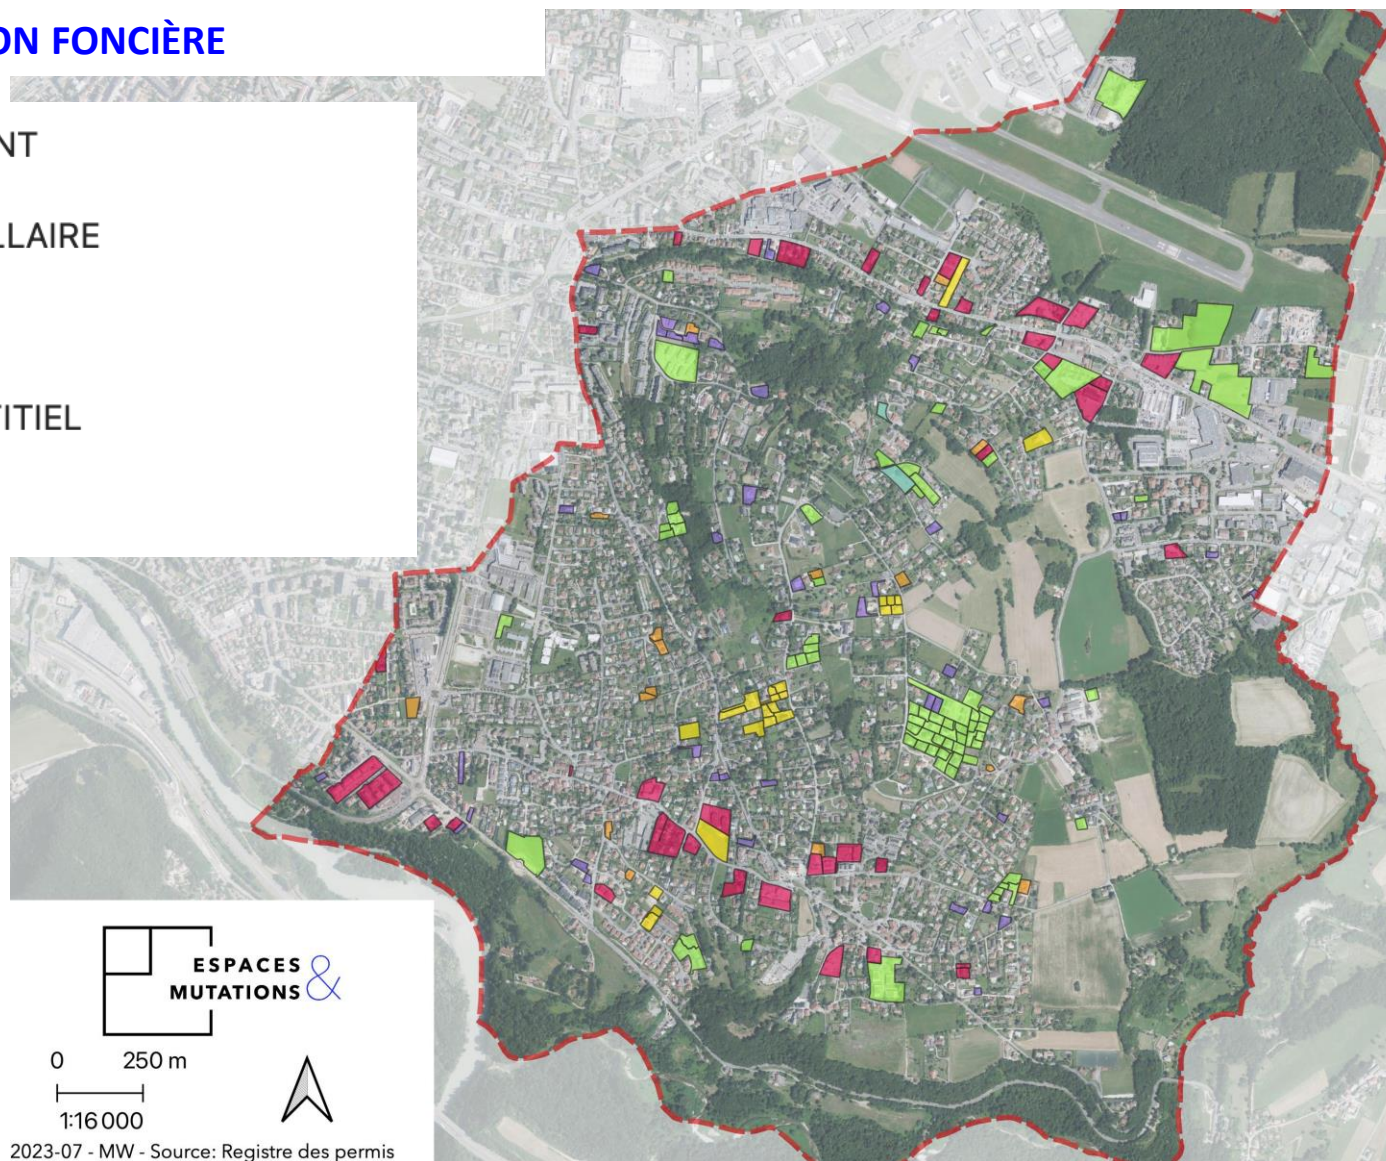 ON FONCIÈRE
NT
LLAIRE
TITIEL
ESPACES &
MUTATIONS
0 250 m
1:16 000
2023-07 - MW - Source: Registre des permis